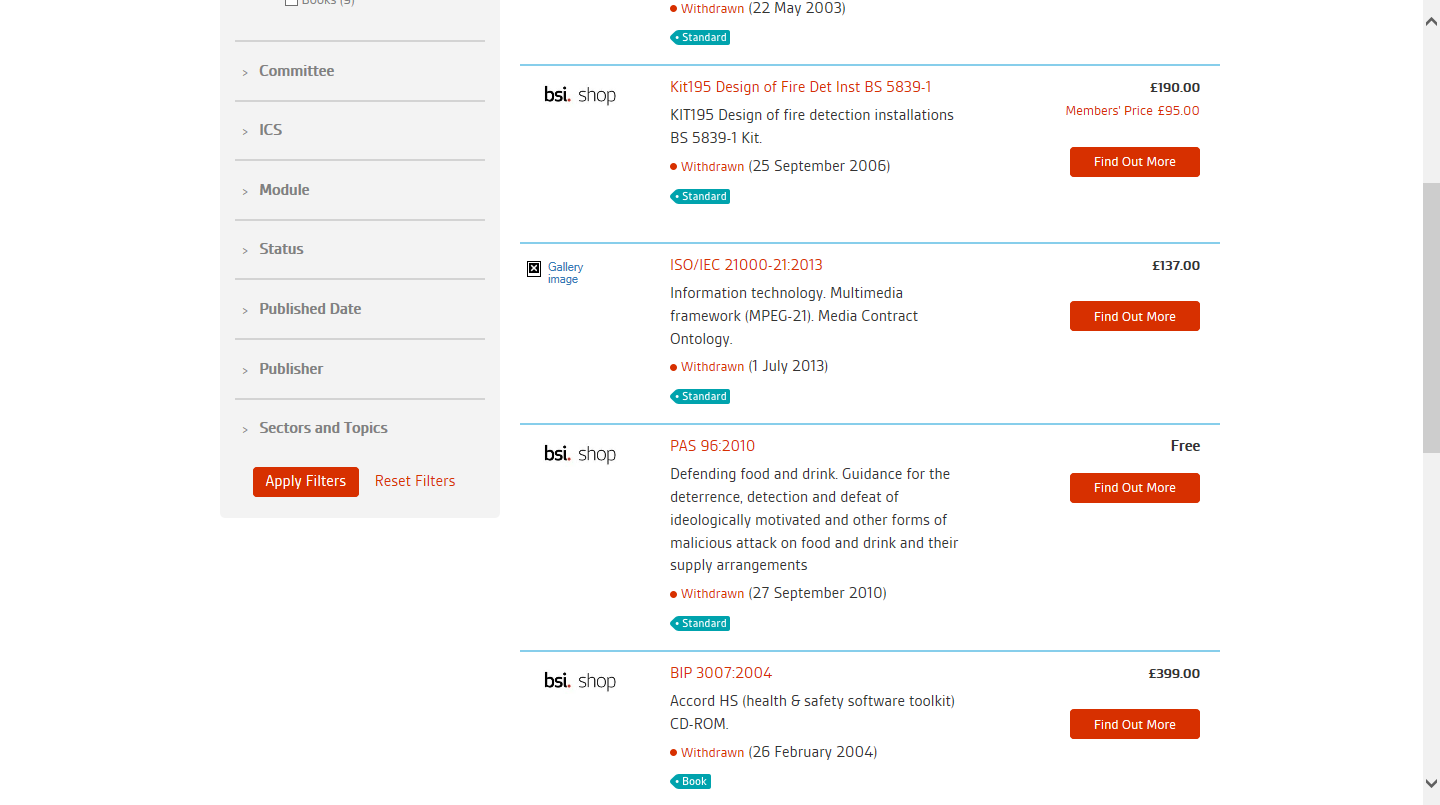 Books (9)
Committee
ICS
Module
Status
Published Date
Publisher
Sectors and Topics
Apply Filters Reset Filters
Withdrawn (22 May 2003)
Standard
bsi. shop
Kit195 Design of Fire Det Inst BS 5839-1
KIT195 Design of fire detection installations
BS 5839-1 Kit.
Withdrawn (25 September 2006)
Standard
£190.00
Members' Price £95.00
Find Out More
Gallery
image
ISO/IEC 21000-21:2013
Information technology. Multimedia
framework (MPEG-21). Media Contract
Ontology.
Withdrawn (1 July 2013)
Standard
£137.00
Find Out More
bsi. shop
PAS 96:2010
Defending food and drink. Guidance for the
deterrence, detection and defeat of
ideologically motivated and other forms of
malicious attack on food and drink and their
supply arrangements
Withdrawn (27 September 2010)
Standard
Free
Find Out More
bsi. shop
BIP 3007:2004
Accord HS (health & safety software toolkit)
CD-ROM.
Withdrawn (26 February 2004)
Book
£399.00
Find Out More